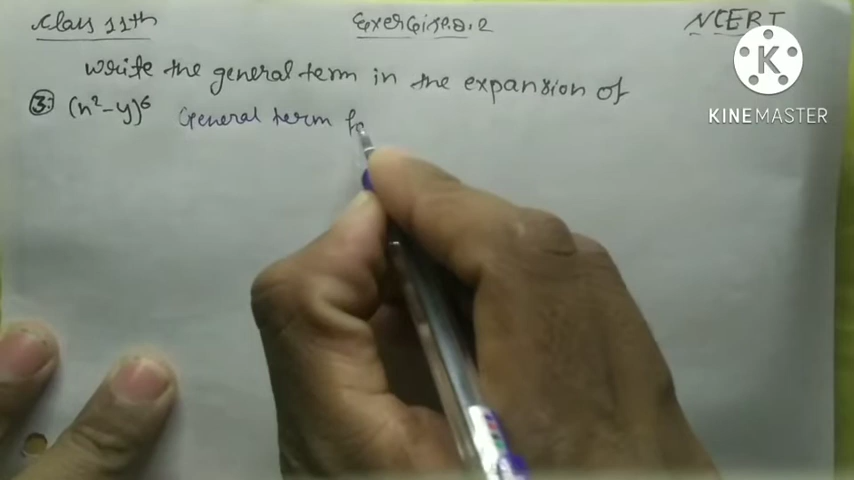 Class 11th Exercise 8.2 NCERT
Write the general term in the expansion of
3: (x²-y)⁶ General term fo
K
KINEMASTER